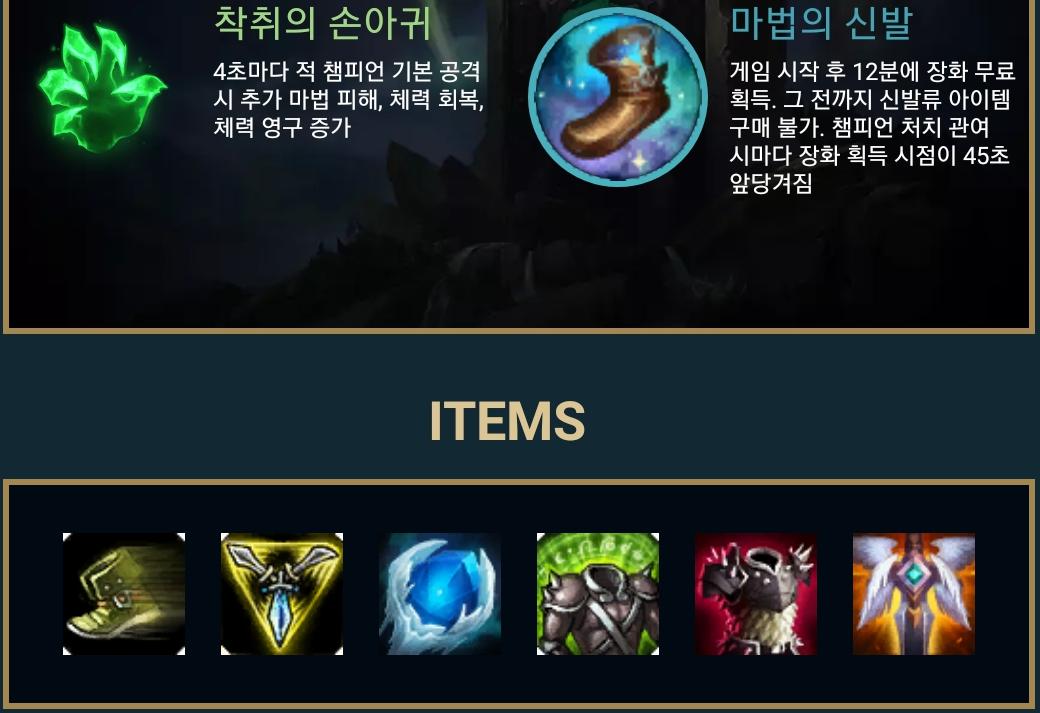 착취의 손아귀
4초마다 적 챔피언 기본 공격
시 추가 마법 피해, 체력 회복,
체력 영구 증가
마법의 신발
게임 시작 후 12분에 장화 무료
획득. 그 전까지 신발류 아이템
구매 불가. 챔피언 처치 관여
시마다 장화 획득 시점이 45초
앞당겨짐
ITEMS